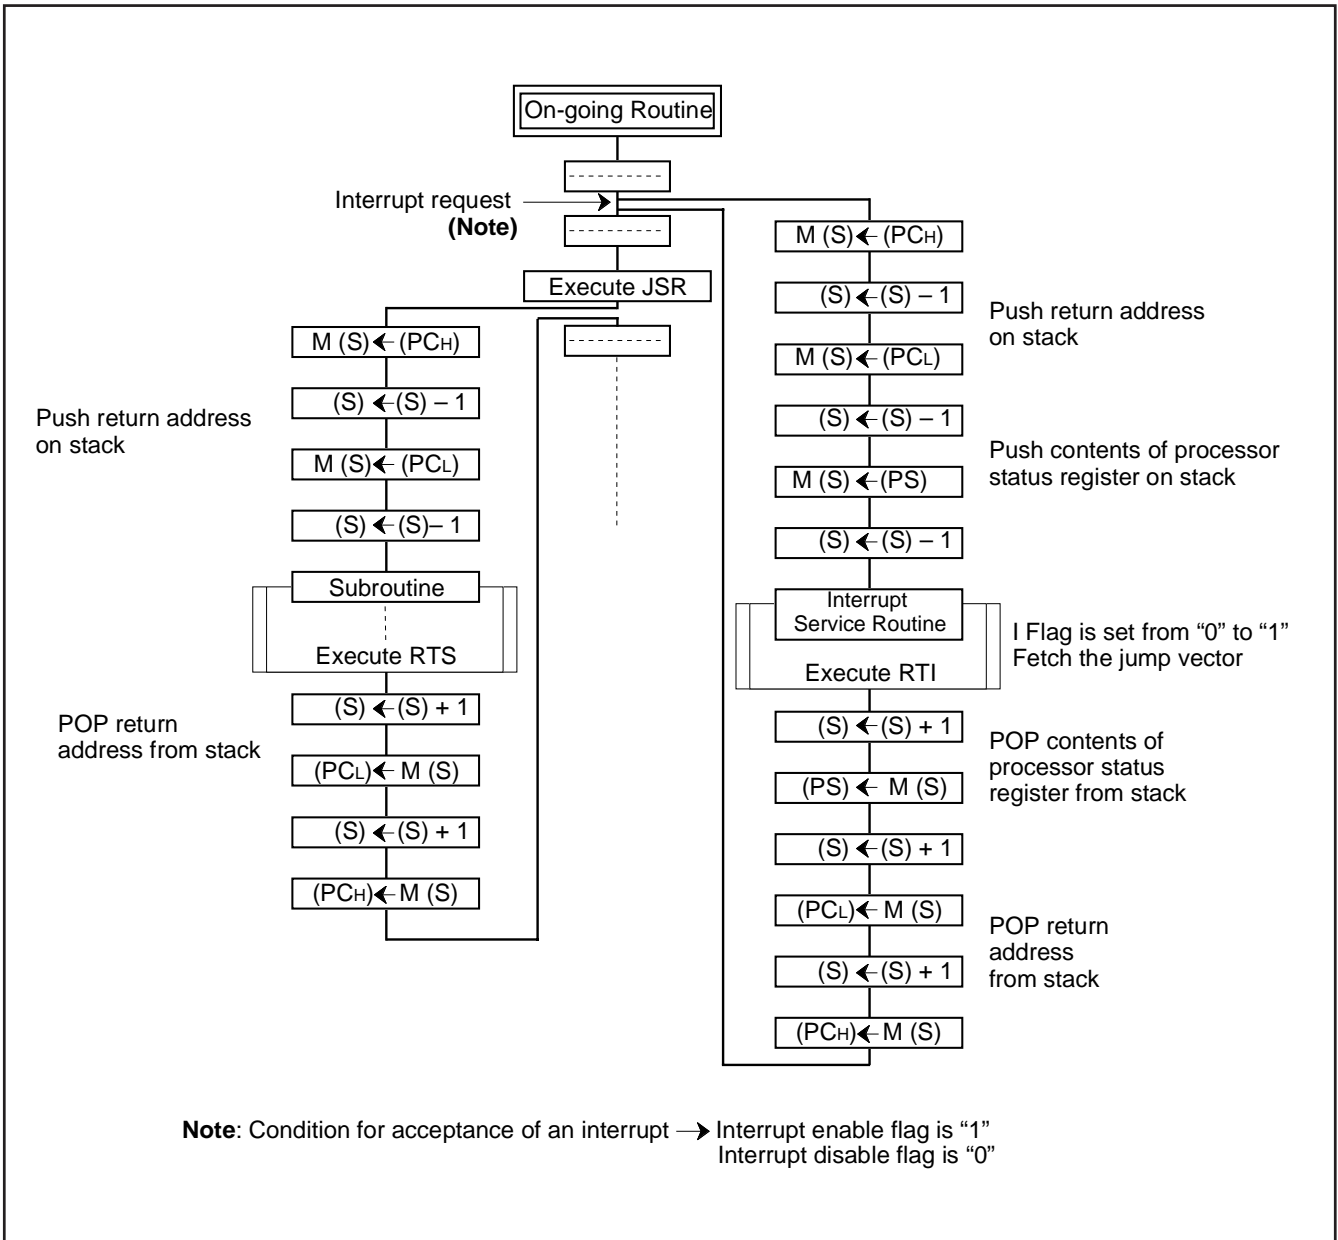 On-going Routine
Interrupt request
(Note)
Execute JSR
M (S) ← (PCH)
(S) ← (S) – 1
M (S) ← (PCL)
(S) ← (S)– 1
Push return address
on stack
Subroutine
Execute RTS
POP return
address from stack
(S) ← (S) + 1
(PCL) ← M (S)
(S) ← (S) + 1
(PCH) ← M (S)
M (S) ← (PCH)
(S) ← (S) – 1
M (S) ← (PCL)
(S) ← (S) – 1
M (S) ← (PS)
(S) ← (S) – 1
Push return address
on stack
Push contents of processor
status register on stack
Interrupt
Service Routine
Execute RTI
I Flag is set from “0” to “1”
Fetch the jump vector
(S) ← (S) + 1
(PS) ← M (S)
(S) ← (S) + 1
(PCL) ← M (S)
(S) ← (S) + 1
(PCH) ← M (S)
POP contents of
processor status
register from stack
POP return
address
from stack
Note: Condition for acceptance of an interrupt → Interrupt enable flag is “1”
Interrupt disable flag is “0”